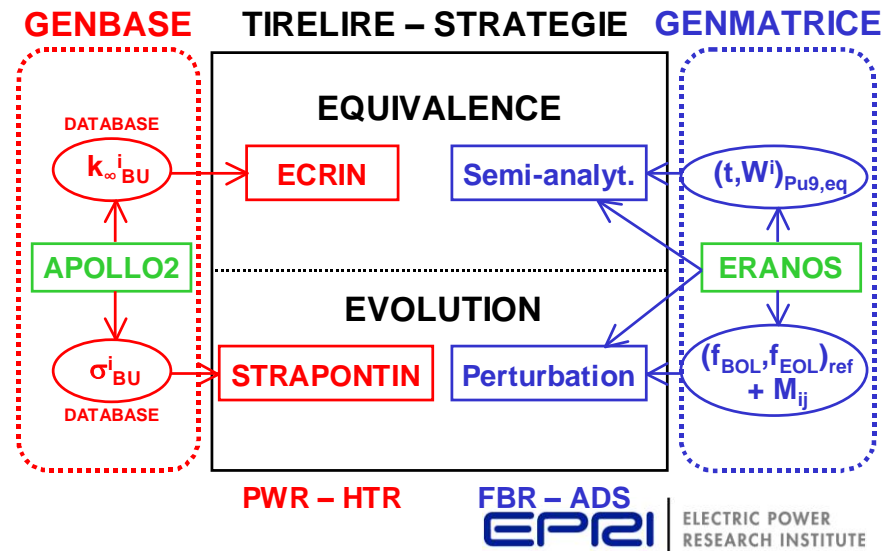 GENBASE
TIRELIRE – STRATEGIE
GENMATRICE
EQUIVALENCE
DATABASE
k∞ⁱBU
ECRIN
Semi-analyt.
(t,Wⁱ)Pu9,eq
APOLLO2
ERANOS
EVOLUTION
σⁱBU
DATABASE
STRAPONTIN
Perturbation
(fBOL,fEOL)ref
+ Mij
PWR – HTR
FBR – ADS
EPRI
ELECTRIC POWER
RESEARCH INSTITUTE